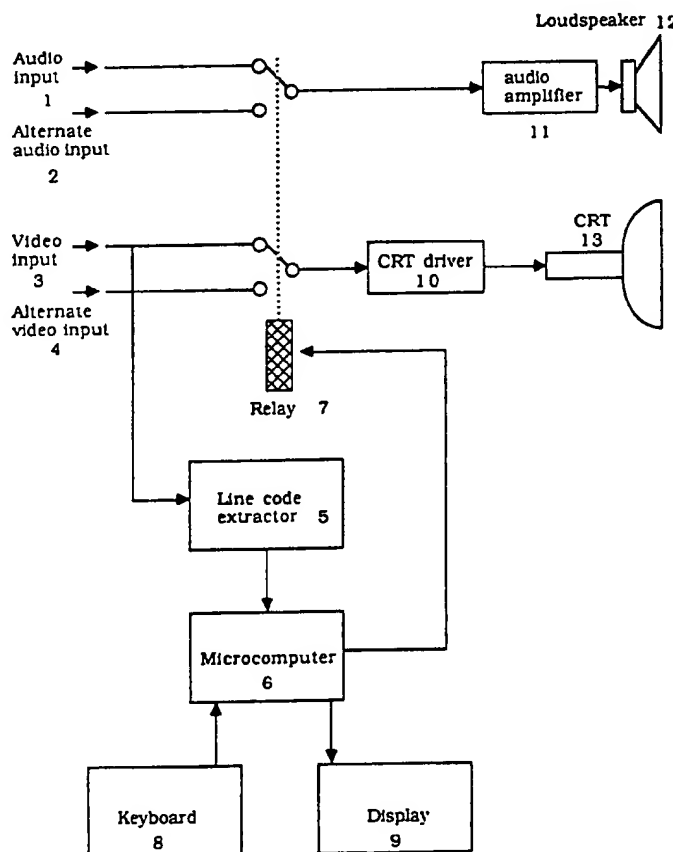 Loudspeaker 12
Audio
input
1
Alternate
audio input
2
audio
amplifier
11
Video
input
3
Alternate
video input
4
CRT driver
10
CRT
13
Relay 7
Line code
extractor 5
Microcomputer
6
Keyboard
8
Display
9